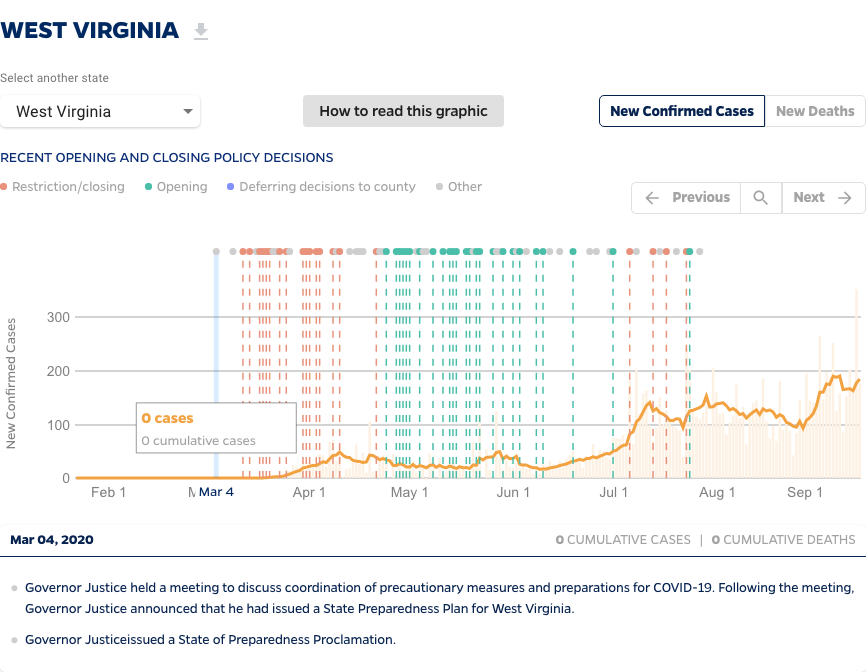 WEST VIRGINIA
Select another state
West Virginia
How to read this graphic
New Confirmed Cases
New Deaths
RECENT OPENING AND CLOSING POLICY DECISIONS
Restriction/closing
Opening
Deferring decisions to county
Other
Previous
Next
New Confirmed Cases
300
200
100
0
0 cases
0 cumulative cases
Feb 1
M
Mar 4
Apr 1
May 1
Jun 1
Jul 1
Aug 1
Sep 1
Mar 04, 2020
0 CUMULATIVE CASES | 0 CUMULATIVE DEATHS
Governor Justice held a meeting to discuss coordination of precautionary measures and preparations for COVID-19. Following the meeting,
Governor Justice announced that he had issued a State Preparedness Plan for West Virginia.
Governor Justiceissued a State of Preparedness Proclamation.